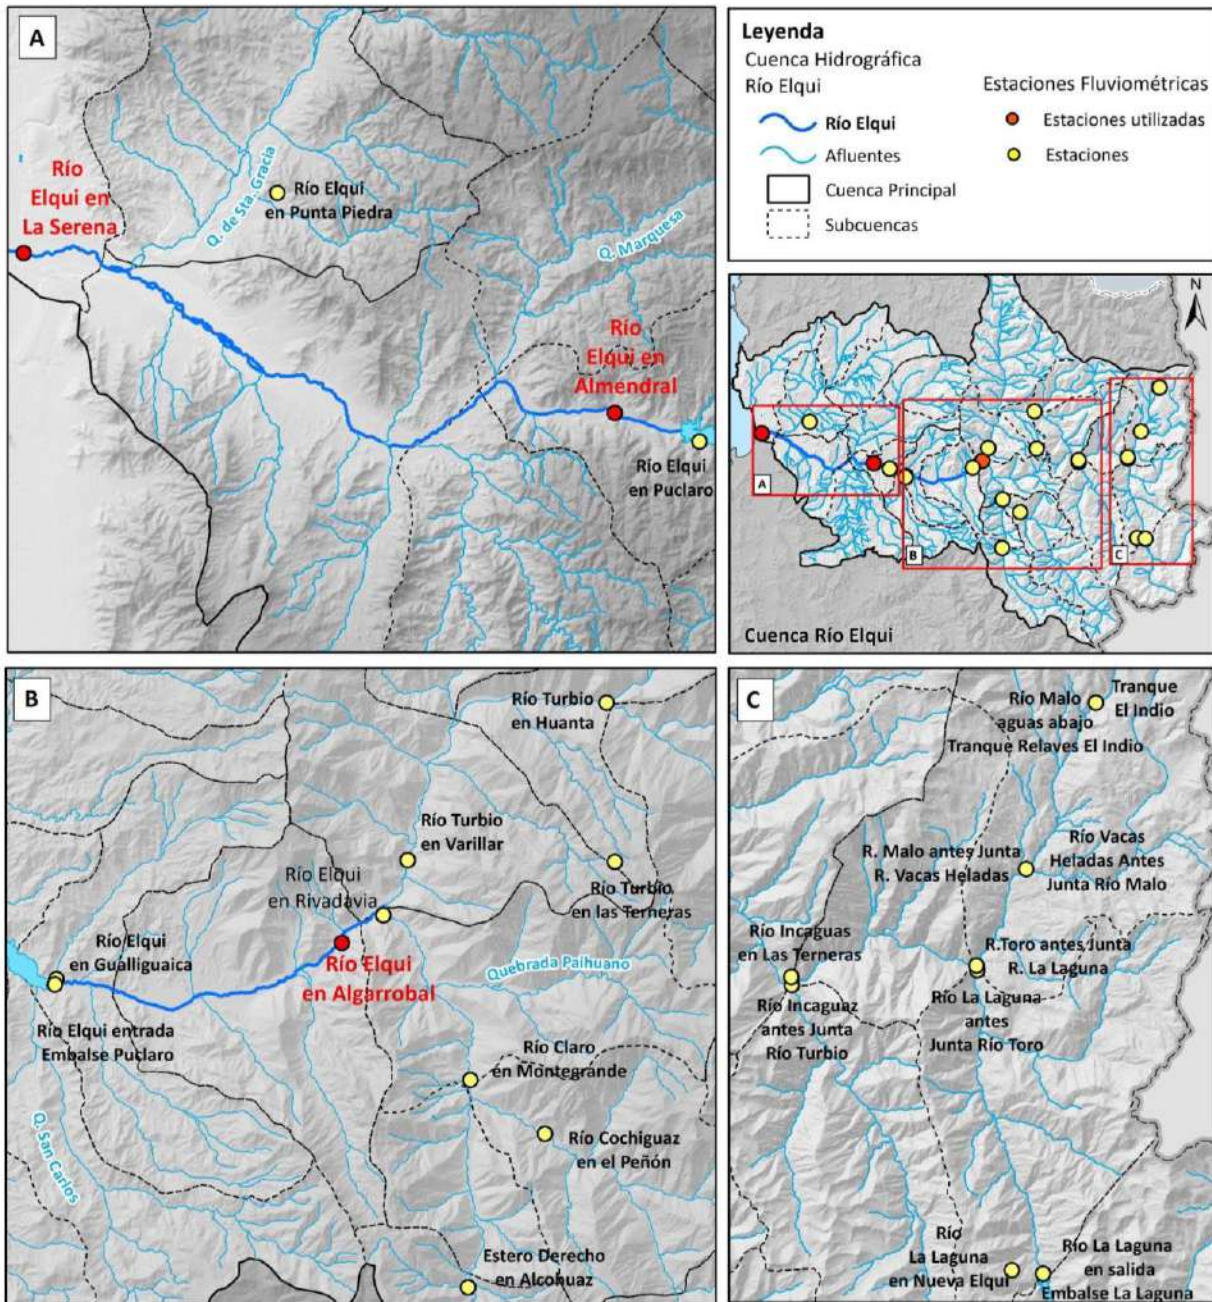 A
Río
Elqui en
La Serena
Q. de Sta. Gracia
Río Elqui
en Punta Piedra
Q. Marquesa
Río
Elqui en
Almendral
Río Elqui
en Puclaro
Leyenda
Cuenca Hidrográfica
Río Elqui
Río Elqui
Afluentes
Cuenca Principal
Subcuencas
Estaciones Fluviométricas
Estaciones utilizadas
Estaciones
N
A
B
C
Cuenca Río Elqui
B
Río Turbio
en Huanta
Río Turbio
en Varillar
Río Elqui
en Rivadavia
Río Turbio
en las Terneras
Río Elqui
en Gualliguaica
Río Elqui
en Algarrobal
Quebrada Paihuano
Río Elqui entrada
Embalse Puclaro
Río Claro
en Montegrande
Q. San Carlos
Río Cochiguaz
en el Peñón
Estero Derecho
en Alcohuaz
C
Río Malo
aguas abajo
Tranque Relaves El Indio
Tranque
El Indio
R. Malo antes Junta
R. Vacas Heladas
Río Vacas
Heladas Antes
Junta Río Malo
Río Incaguas
en Las Terneras
R.Toro antes Junta
R. La Laguna
Río Incaguaz
antes Junta
Río Turbio
Río La Laguna
antes
Junta Río Toro
Río
La Laguna
en Nueva Elqui
Río La Laguna
en salida
Embalse La Laguna